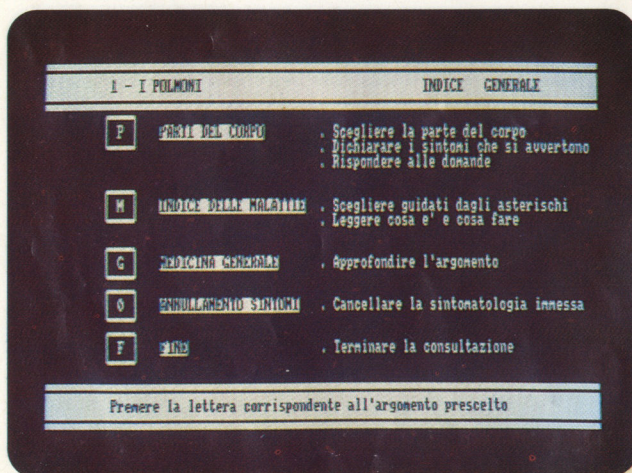 1 - I POLMONI INDICE GENERALE
P PARTI DEL CORPO . Scegliere la parte del corpo
. Dichiarare i sintomi che si avvertono
. Rispondere alle domande
M INDICE DELLE MALATTIE . Scegliere guidati dagli asterischi
. Leggere cosa e' e cosa fare
G MEDICINA GENERALE . Approfondire l'argomento
0 ANNULLAMENTO SINTOMI . Cancellare la sintomatologia immessa
F FINE . Terminare la consultazione
Premere la lettera corrispondente all'argomento prescelto